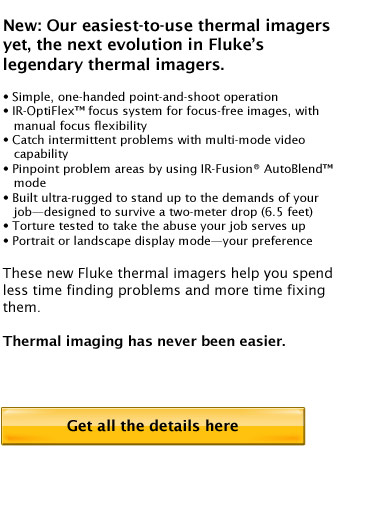 New: Our easiest-to-use thermal imagers
yet, the next evolution in Fluke’s
legendary thermal imagers.
• Simple, one-handed point-and-shoot operation
• IR-OptiFlex™ focus system for focus-free images, with
manual focus flexibility
• Catch intermittent problems with multi-mode video
capability
• Pinpoint problem areas by using IR-Fusion® AutoBlend™
mode
• Built ultra-rugged to stand up to the demands of your
job—designed to survive a two-meter drop (6.5 feet)
• Torture tested to take the abuse your job serves up
• Portrait or landscape display mode—your preference
These new Fluke thermal imagers help you spend
less time finding problems and more time fixing
them.
Thermal imaging has never been easier.
Get all the details here